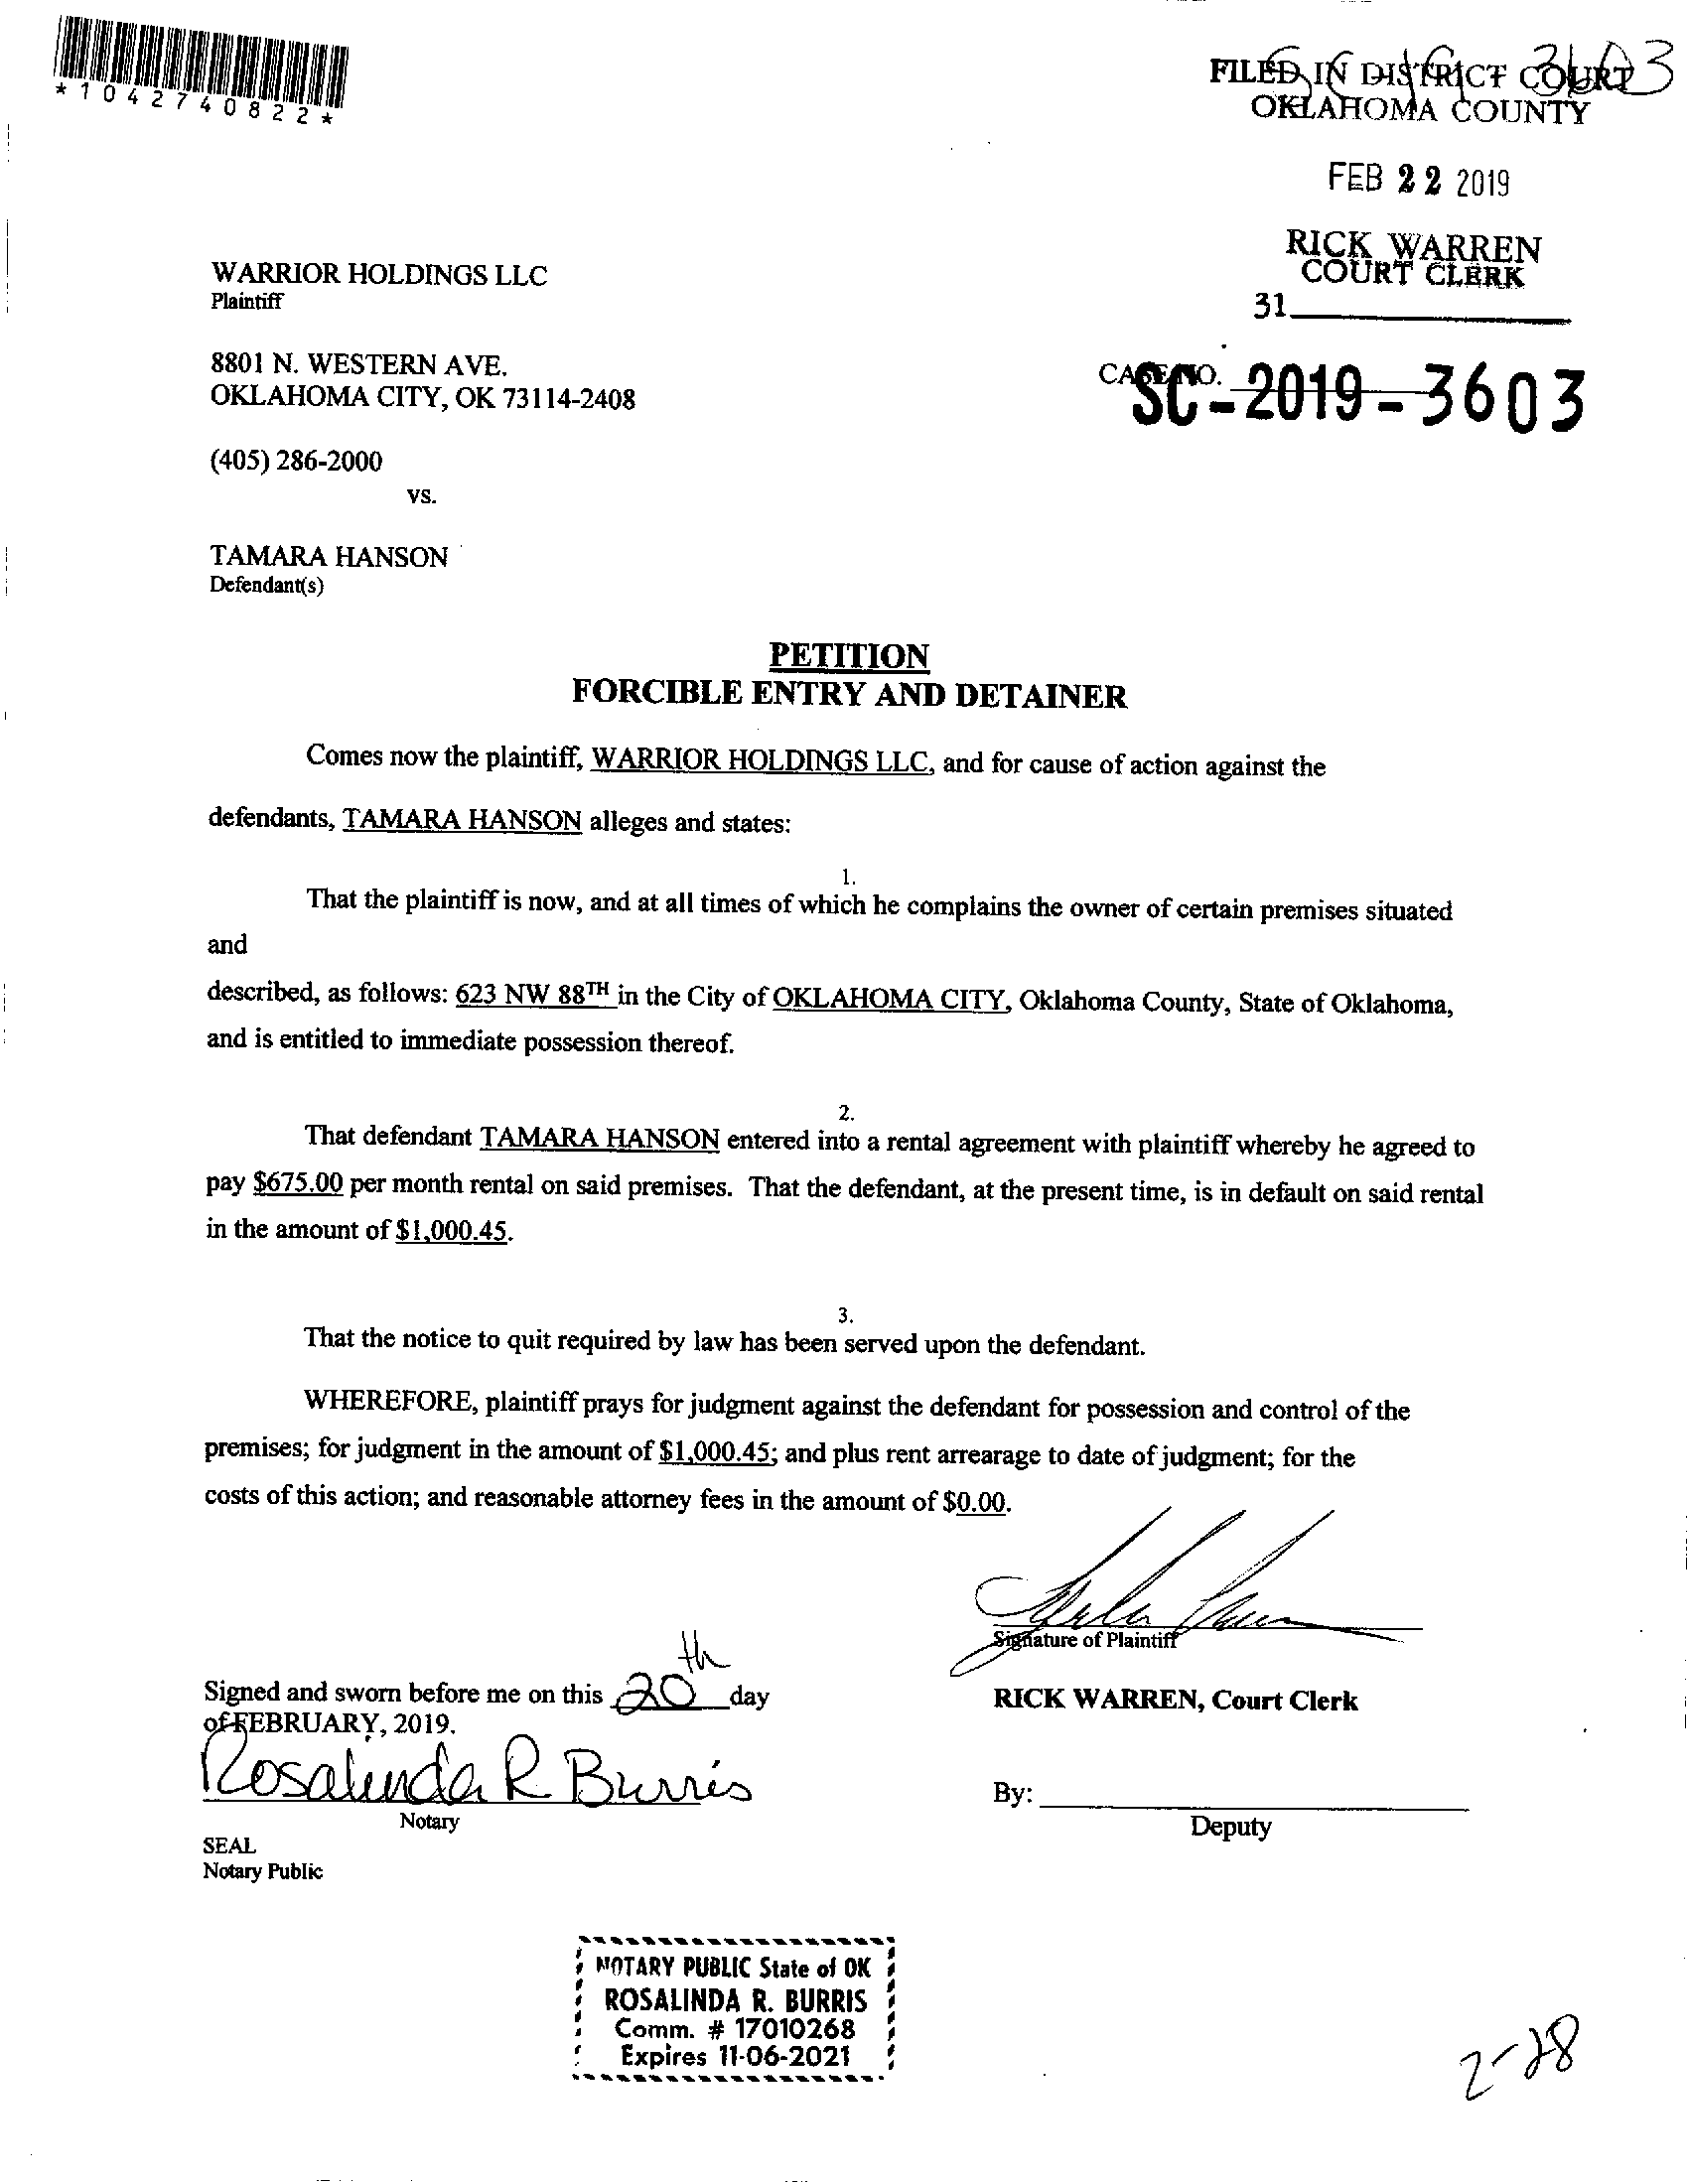 *1042740822*
SC 19 3603
FILED IN DISTRICT COURT
OKLAHOMA COUNTY
FEB 22 2019
RICK WARREN
COURT CLERK
31
WARRIOR HOLDINGS LLC
Plaintiff
8801 N. WESTERN AVE.
OKLAHOMA CITY, OK 73114-2408
CASE NO.
SC-2019-3603
(405) 286-2000
vs.
TAMARA HANSON
Defendant(s)
PETITION
FORCIBLE ENTRY AND DETAINER
Comes now the plaintiff, WARRIOR HOLDINGS LLC, and for cause of action against the
defendants, TAMARA HANSON alleges and states:
1.
That the plaintiff is now, and at all times of which he complains the owner of certain premises situated
and
described, as follows: 623 NW 88TH in the City of OKLAHOMA CITY, Oklahoma County, State of Oklahoma,
and is entitled to immediate possession thereof.
2.
That defendant TAMARA HANSON entered into a rental agreement with plaintiff whereby he agreed to
pay $675.00 per month rental on said premises. That the defendant, at the present time, is in default on said rental
in the amount of $1,000.45.
3.
That the notice to quit required by law has been served upon the defendant.
WHEREFORE, plaintiff prays for judgment against the defendant for possession and control of the
premises; for judgment in the amount of $1,000.45; and plus rent arrearage to date of judgment; for the
costs of this action; and reasonable attorney fees in the amount of $0.00.
Signature of Plaintiff
Signed and sworn before me on this 20th day
of FEBRUARY, 2019.
RICK WARREN, Court Clerk
Rosalinda R Burris
Notary
By:
Deputy
SEAL
Notary Public
NOTARY PUBLIC State of OK
ROSALINDA R. BURRIS
Comm. # 17010268
Expires 11-06-2021
2-28